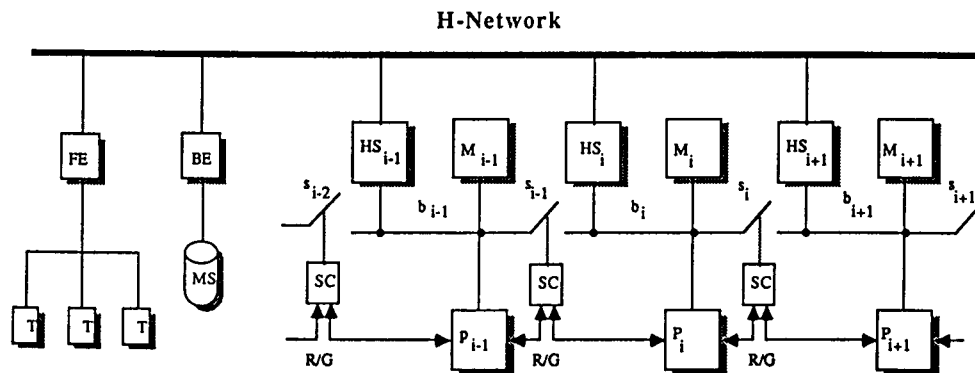 H-Network
FE
BE
HS i-1
M i-1
HS i
M i
HS i+1
M i+1
s i-2
b i-1
s i-1
b i
s i
b i+1
s i+1
MS
SC
SC
SC
T
T
T
P i-1
P i
P i+1
R/G
R/G
R/G